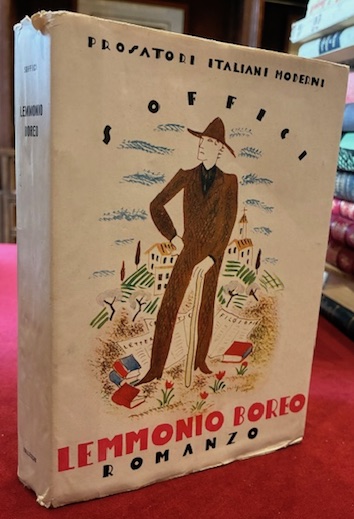 PROSATORI ITALIANI MODERNI
SOFFICI
LEMMONIO BOREO
ROMANZO
SOFFICI
LEMMONIO
BOREO